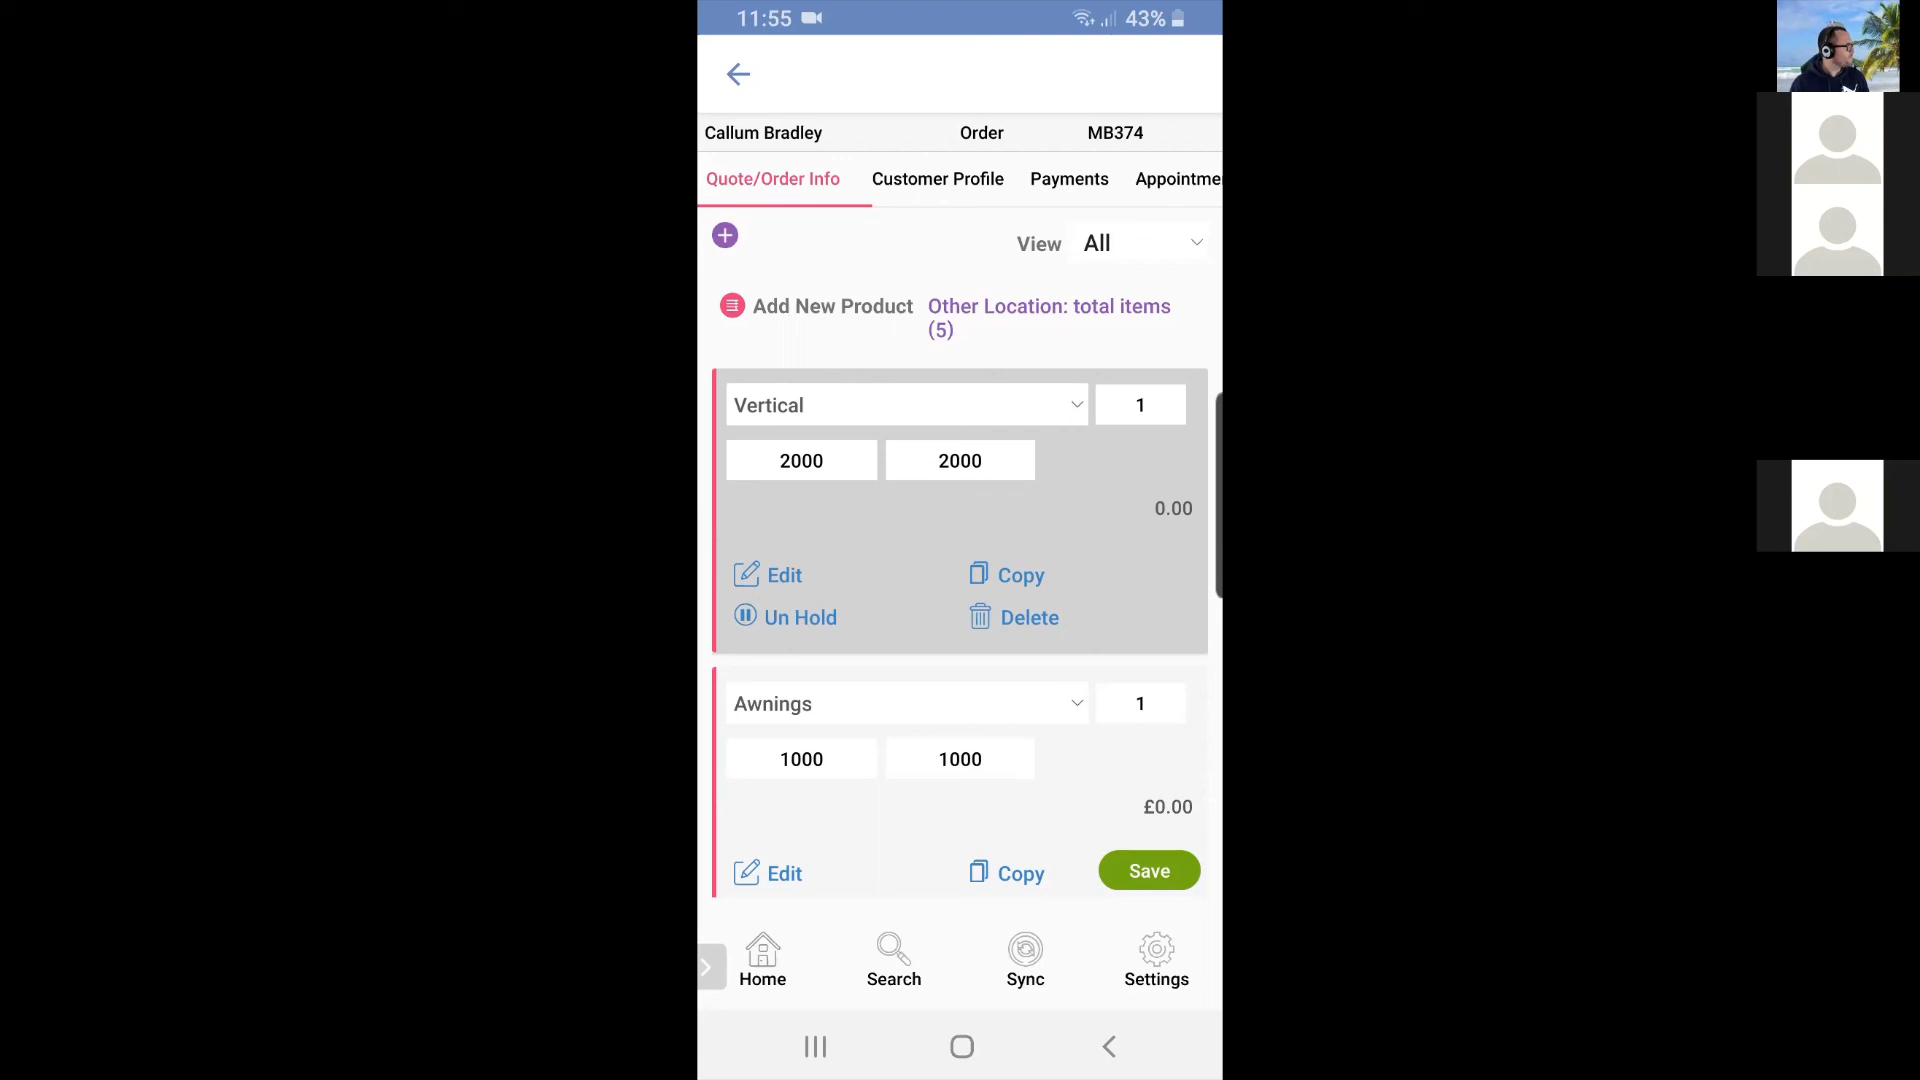 11:55 43%
Callum Bradley Order MB374
Quote/Order Info Customer Profile Payments Appointme
View All
Add New Product Other Location: total items
(5)
Vertical 1
2000 2000
0.00
Edit Copy
Un Hold Delete
Awnings 1
1000 1000
£0.00
Edit Copy Save
Home Search Sync Settings